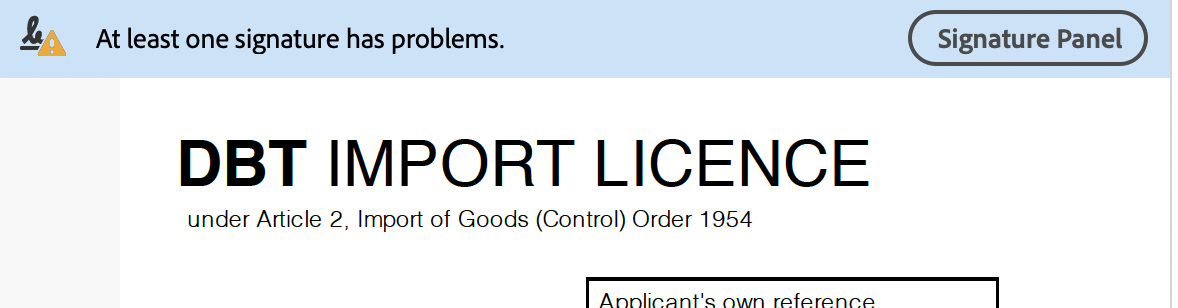 At least one signature has problems.
Signature Panel
DBT IMPORT LICENCE
under Article 2, Import of Goods (Control) Order 1954
Applicant's own reference